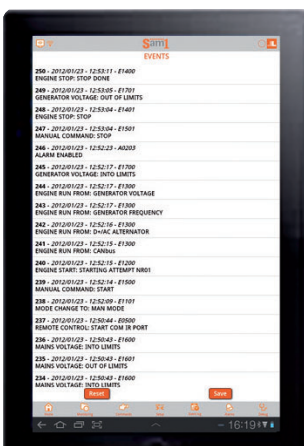 Sam1
EVENTS
250 - 2012/01/23 - 12:53:11 - E1400
ENGINE STOP: STOP DONE
249 - 2012/01/23 - 12:53:05 - E1701
GENERATOR VOLTAGE: OUT OF LIMITS
248 - 2012/01/23 - 12:53:04 - E1401
ENGINE STOP: STOP
247 - 2012/01/23 - 12:53:04 - E1501
MANUAL COMMAND: STOP
246 - 2012/01/23 - 12:52:23 - A0203
ALARM ENABLED
245 - 2012/01/23 - 12:52:17 - E1700
GENERATOR VOLTAGE: INTO LIMITS
244 - 2012/01/23 - 12:52:17 - E1300
ENGINE RUN FROM: GENERATOR VOLTAGE
243 - 2012/01/23 - 12:52:17 - E1300
ENGINE RUN FROM: GENERATOR FREQUENCY
242 - 2012/01/23 - 12:52:16 - E1300
ENGINE RUN FROM: D+/AC ALTERNATOR
241 - 2012/01/23 - 12:52:15 - E1300
ENGINE RUN FROM: CANbus
240 - 2012/01/23 - 12:52:15 - E1200
ENGINE START: STARTING ATTEMPT NR01
239 - 2012/01/23 - 12:52:14 - E1500
MANUAL COMMAND: START
238 - 2012/01/23 - 12:52:09 - E1101
MODE CHANGE TO: MAN MODE
237 - 2012/01/23 - 12:50:44 - E0500
REMOTE CONTROL: START COM IR PORT
236 - 2012/01/23 - 12:50:43 - E1600
MAINS VOLTAGE: INTO LIMITS
235 - 2012/01/23 - 12:50:43 - E1601
MAINS VOLTAGE: OUT OF LIMITS
234 - 2012/01/23 - 12:50:43 - E1600
MAINS VOLTAGE: INTO LIMITS
Reset Save
16:19